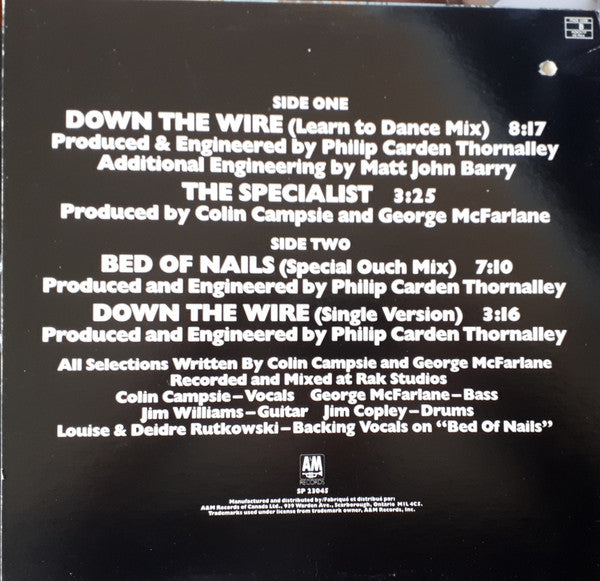 SIDE ONE
DOWN THE WIRE (Learn to Dance Mix) 8:17
Produced & Engineered by Philip Carden Thornalley
Additional Engineering by Matt John Barry
THE SPECIALIST 3:25
Produced by Colin Campsie and George McFarlane
SIDE TWO
BED OF NAILS (Special Ouch Mix) 7:10
Produced and Engineered by Philip Carden Thornalley
DOWN THE WIRE (Single Version) 3:16
Produced and Engineered by Philip Carden Thornalley
All Selections Written By Colin Campsie and George McFarlane
Recorded and Mixed at Rak Studios
Colin Campsie–Vocals George McFarlane–Bass
Jim Williams–Guitar Jim Copley–Drums
Louise & Deidre Rutkowski–Backing Vocals on "Bed Of Nails"
A&M
RECORDS
SP 23045
Manufactured and distributed by/Fabriqué et distribué par:
A&M Records of Canada Ltd., 939 Warden Ave., Scarborough, Ontario M1L 4C5.
Trademarks used under license from trademark owner, A&M Records, Inc.